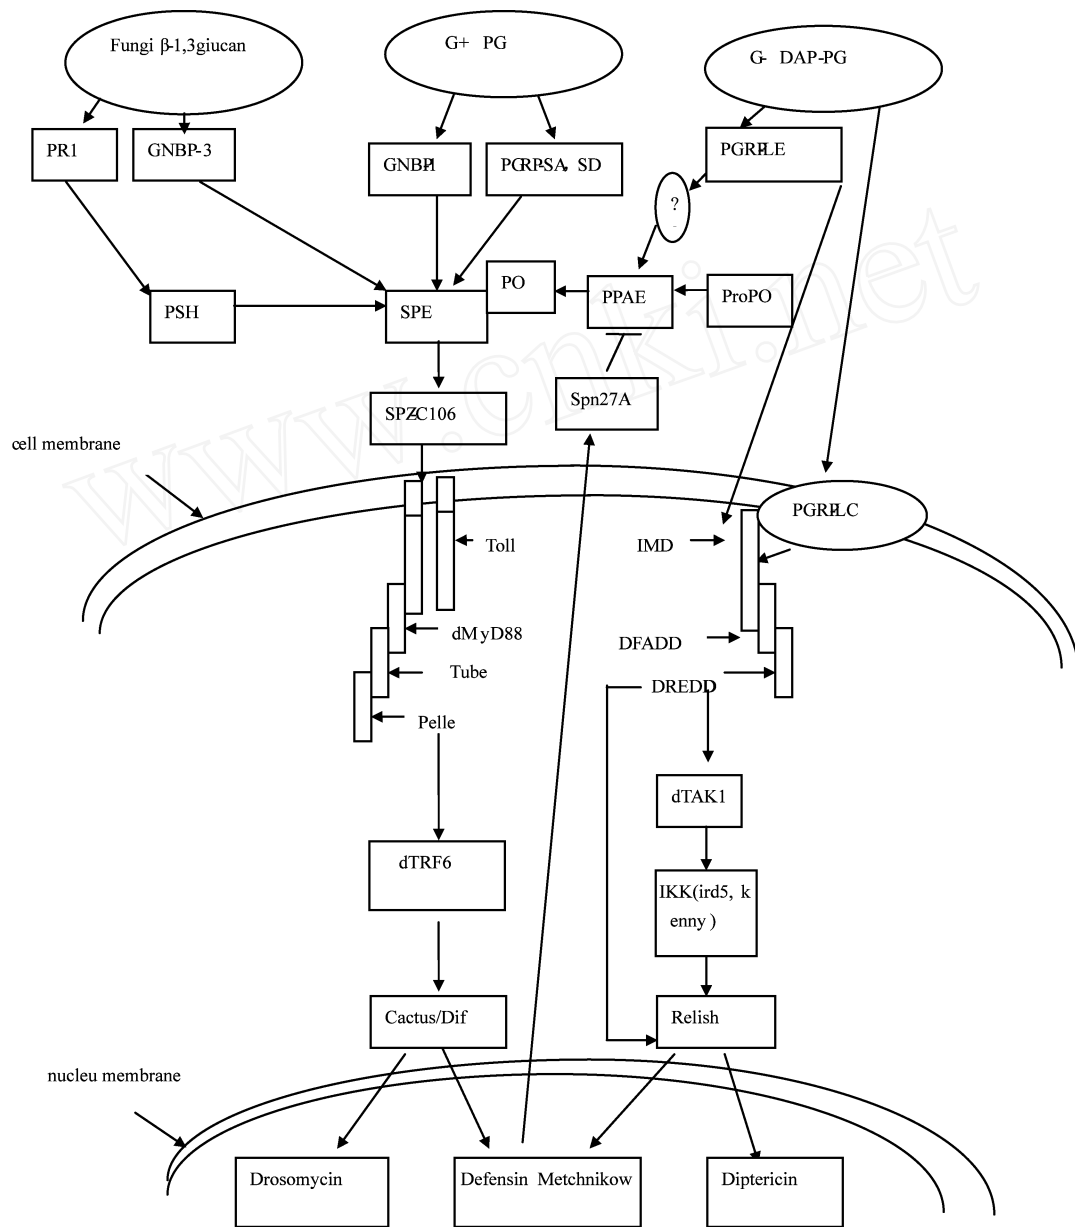 Fungi β-1,3giucan
G+ PG
G- DAP-PG
PR1
GNBP-3
GNBP-1
PGRP-SA, SD
PGRP-LE
?
PSH
SPE
PO
PPAE
ProPO
SPZ-C106
Spn27A
www.cnki.net
cell membrane
PGRP-LC
Toll
IMD
dMyD88
DFADD
Tube
DREDD
Pelle
dTAK1
dTRF6
IKK(ird5, k
enny)
Cactus/Dif
Relish
nucleu membrane
Drosomycin
Defensin Metchnikow
Diptericin